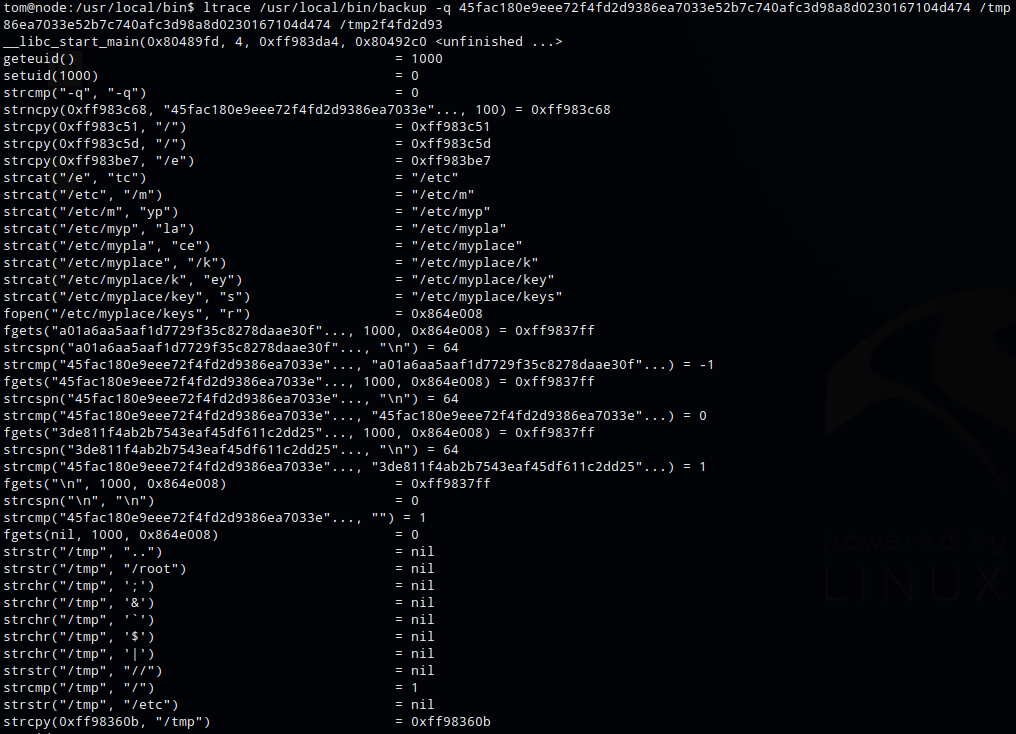 tom@node:/usr/local/bin$ ltrace /usr/local/bin/backup -q 45fac180e9eee72f4fd2d9386ea7033e52b7c740afc3d98a8d0230167104d474 /tmp
86ea7033e52b7c740afc3d98a8d0230167104d474 /tmp2f4fd2d93
__libc_start_main(0x80489fd, 4, 0xff983da4, 0x80492c0 <unfinished ...>
geteuid() = 1000
setuid(1000) = 0
strcmp("-q", "-q") = 0
strncpy(0xff983c68, "45fac180e9eee72f4fd2d9386ea7033e"..., 100) = 0xff983c68
strcpy(0xff983c51, "/") = 0xff983c51
strcpy(0xff983c5d, "/") = 0xff983c5d
strcpy(0xff983be7, "/e") = 0xff983be7
strcat("/e", "tc") = "/etc"
strcat("/etc", "/m") = "/etc/m"
strcat("/etc/m", "yp") = "/etc/myp"
strcat("/etc/myp", "la") = "/etc/mypla"
strcat("/etc/mypla", "ce") = "/etc/myplace"
strcat("/etc/myplace", "/k") = "/etc/myplace/k"
strcat("/etc/myplace/k", "ey") = "/etc/myplace/key"
strcat("/etc/myplace/key", "s") = "/etc/myplace/keys"
fopen("/etc/myplace/keys", "r") = 0x864e008
fgets("a01a6aa5aaf1d7729f35c8278daae30f"..., 1000, 0x864e008) = 0xff9837ff
strcspn("a01a6aa5aaf1d7729f35c8278daae30f"..., "\n") = 64
strcmp("45fac180e9eee72f4fd2d9386ea7033e"..., "a01a6aa5aaf1d7729f35c8278daae30f"...) = -1
fgets("45fac180e9eee72f4fd2d9386ea7033e"..., 1000, 0x864e008) = 0xff9837ff
strcspn("45fac180e9eee72f4fd2d9386ea7033e"..., "\n") = 64
strcmp("45fac180e9eee72f4fd2d9386ea7033e"..., "45fac180e9eee72f4fd2d9386ea7033e"...) = 0
fgets("3de811f4ab2b7543eaf45df611c2dd25"..., 1000, 0x864e008) = 0xff9837ff
strcspn("3de811f4ab2b7543eaf45df611c2dd25"..., "\n") = 64
strcmp("45fac180e9eee72f4fd2d9386ea7033e"..., "3de811f4ab2b7543eaf45df611c2dd25"...) = 1
fgets("\n", 1000, 0x864e008) = 0xff9837ff
strcspn("\n", "\n") = 0
strcmp("45fac180e9eee72f4fd2d9386ea7033e"..., "") = 1
fgets(nil, 1000, 0x864e008) = 0
strstr("/tmp", "..") = nil
strstr("/tmp", "/root") = nil
strchr("/tmp", ';') = nil
strchr("/tmp", '&') = nil
strchr("/tmp", '`') = nil
strchr("/tmp", '$') = nil
strchr("/tmp", '|') = nil
strstr("/tmp", "//") = nil
strcmp("/tmp", "/") = 1
strstr("/tmp", "/etc") = nil
strcpy(0xff98360b, "/tmp") = 0xff98360b
powered by
LINUX